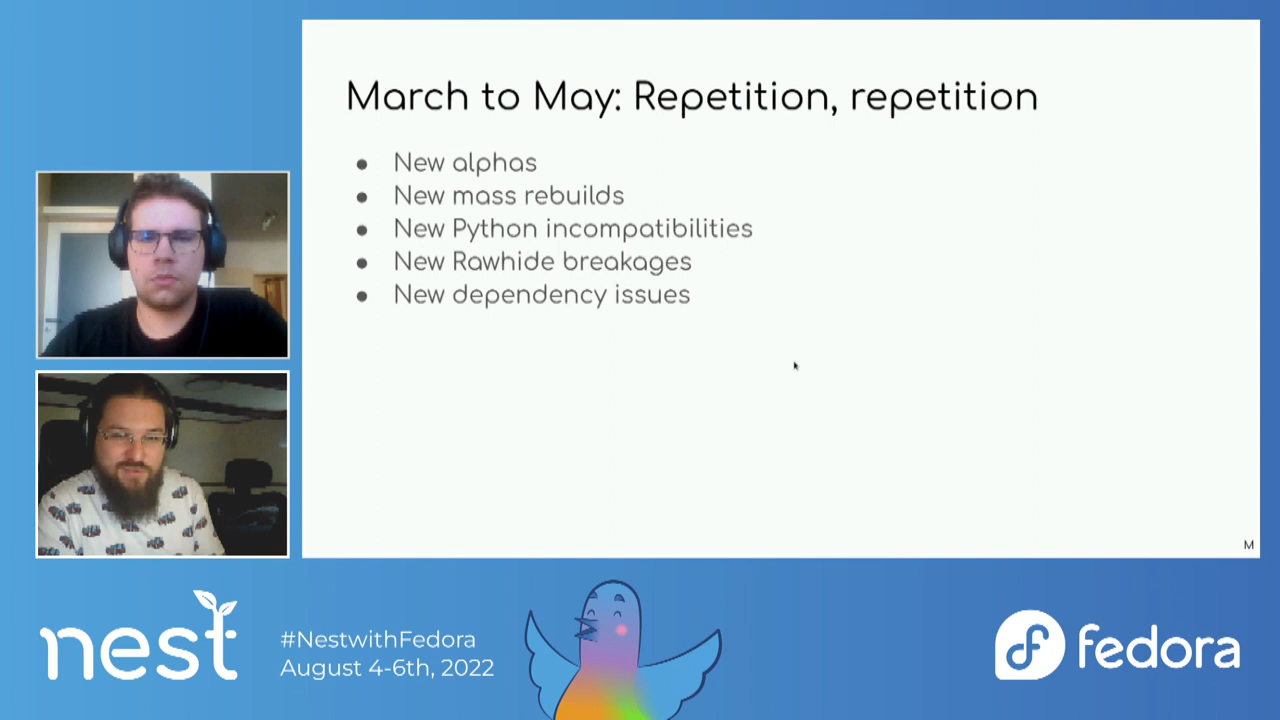 March to May: Repetition, repetition
● New alphas
● New mass rebuilds
● New Python incompatibilities
● New Rawhide breakages
● New dependency issues
M
nest
#NestwithFedora
August 4-6th, 2022
fedora